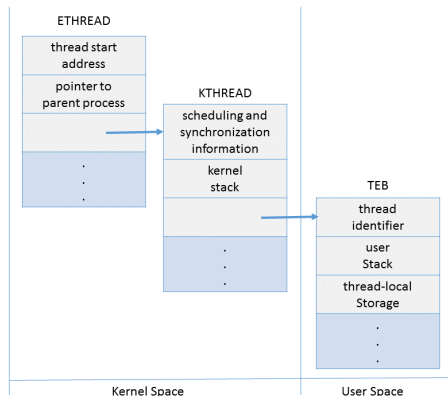 ETHREAD
thread start
address
pointer to
parent process
.
.
.
KTHREAD
scheduling and
synchronization
information
kernel
stack
.
.
.
TEB
thread
identifier
user
Stack
thread-local
Storage
.
.
.
Kernel Space
User Space